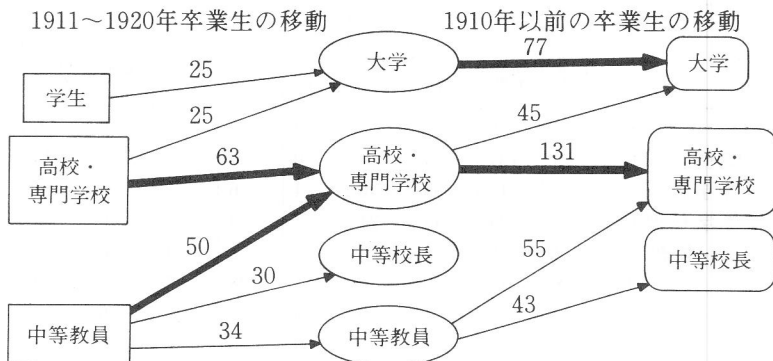 1911～1920年卒業生の移動
1910年以前の卒業生の移動
学生
25
大学
77
大学
25
45
高校・
専門学校
63
高校・
専門学校
131
高校・
専門学校
50
55
30
中等校長
中等校長
43
中等教員
34
中等教員